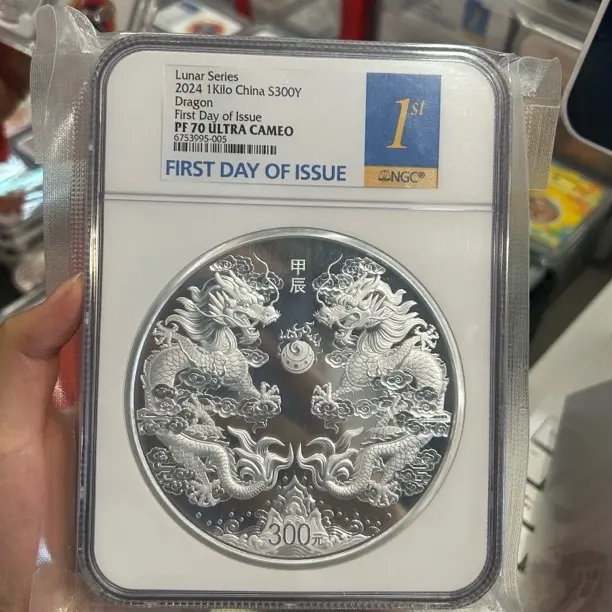 Lunar Series
2024 1Kilo China S300Y
Dragon
First Day of Issue
PF 70 ULTRA CAMEO
6753995-005
FIRST DAY OF ISSUE
1st
NGC®
甲
辰
300元